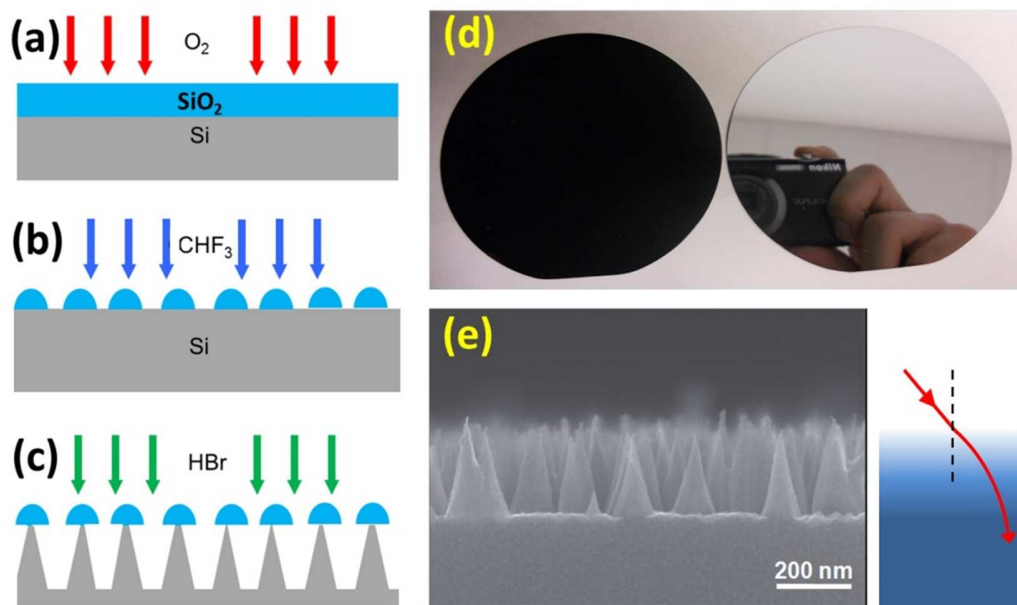 (a)
O₂
SiO₂
Si
(b)
CHF₃
Si
(c)
HBr
(d)
Nikon
(e)
200 nm